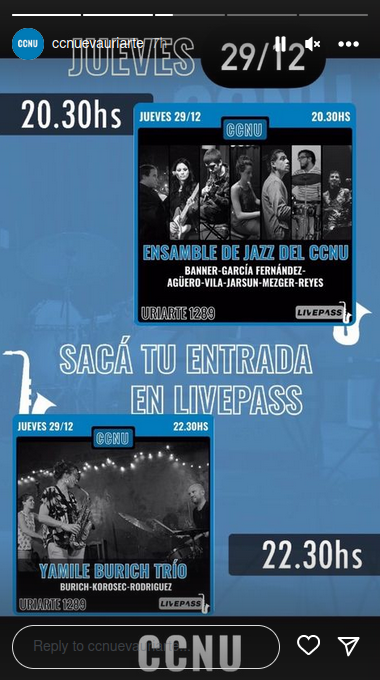 ccnuevauriarte 7h
JUEVES 29/12
20.30hs
JUEVES 29/12 20.30HS
CCNU
ENSAMBLE DE JAZZ DEL CCNU
BANNER-GARCÍA FERNÁNDEZ-
AGÜERO-VILA-JARSUN-MEZGER-REYES
URIARTE 1289 LIVEPASS
SACÁ TU ENTRADA
EN LIVEPASS
JUEVES 29/12 22.30HS
CCNU
YAMILE BURICH TRÍO
BURICH-KOROSEC-RODRIGUEZ
URIARTE 1289 LIVEPASS
22.30hs
CCNU
Reply to ccnuevauriarte...